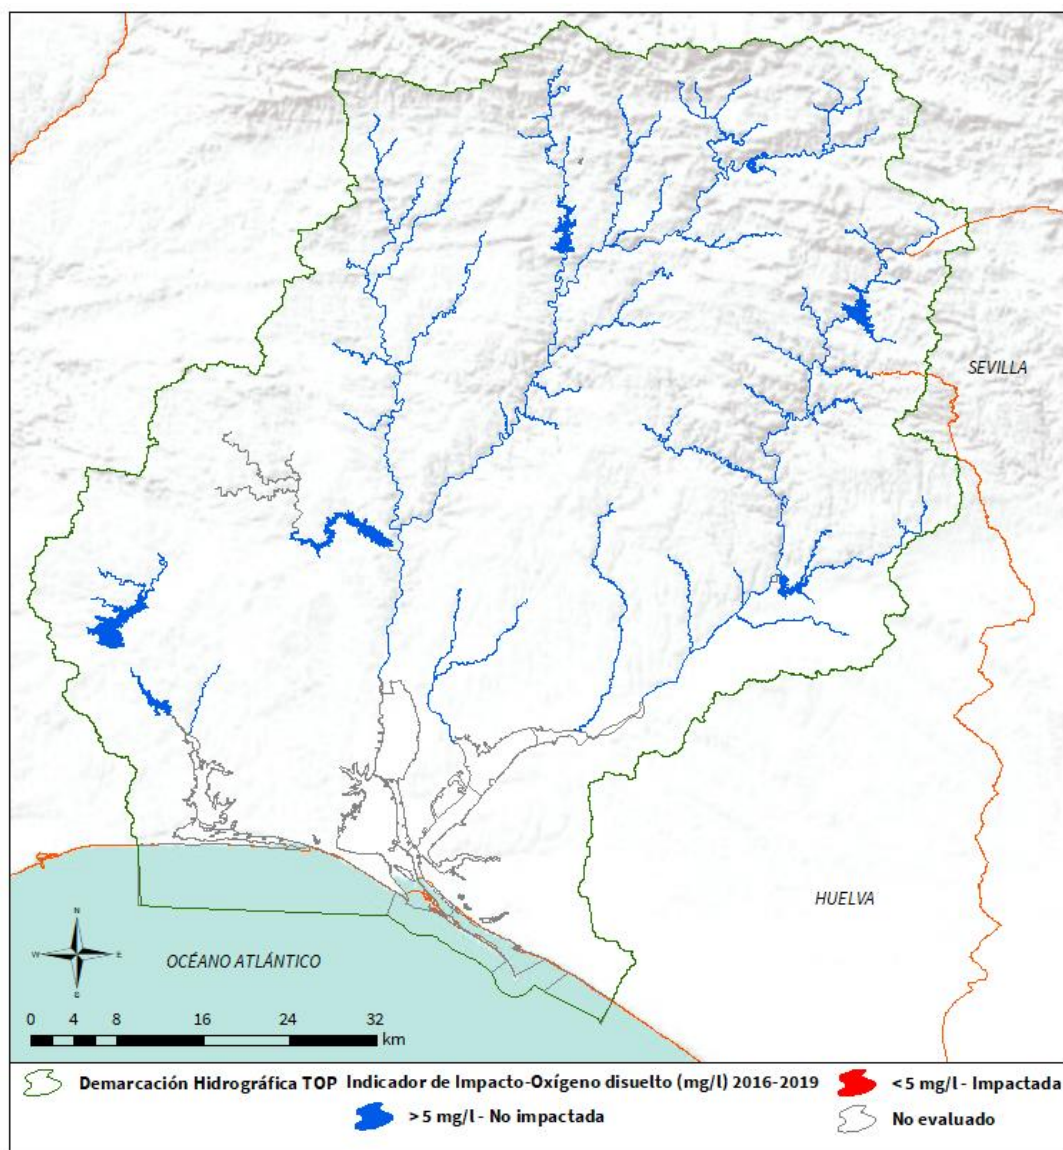 SEVILLA
HUELVA
N
W E
S
OCÉANO ATLÁNTICO
0 4 8 16 24 32
km
Demarcación Hidrográfica TOP Indicador de Impacto-Oxígeno disuelto (mg/l) 2016-2019 < 5 mg/l - Impactada
> 5 mg/l - No impactada No evaluado